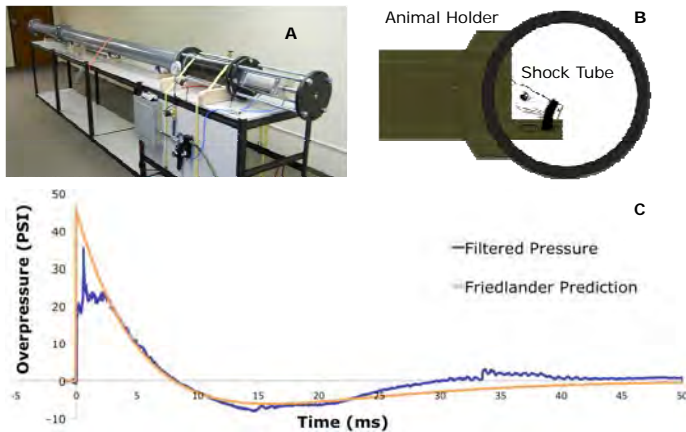 A
Animal Holder
B
Shock Tube
C
50
40
30
20
10
0
-10
Overpressure (PSI)
Filtered Pressure
Friedlander Prediction
-5 0 5 10 15 20 25 30 35 40 45 50
Time (ms)